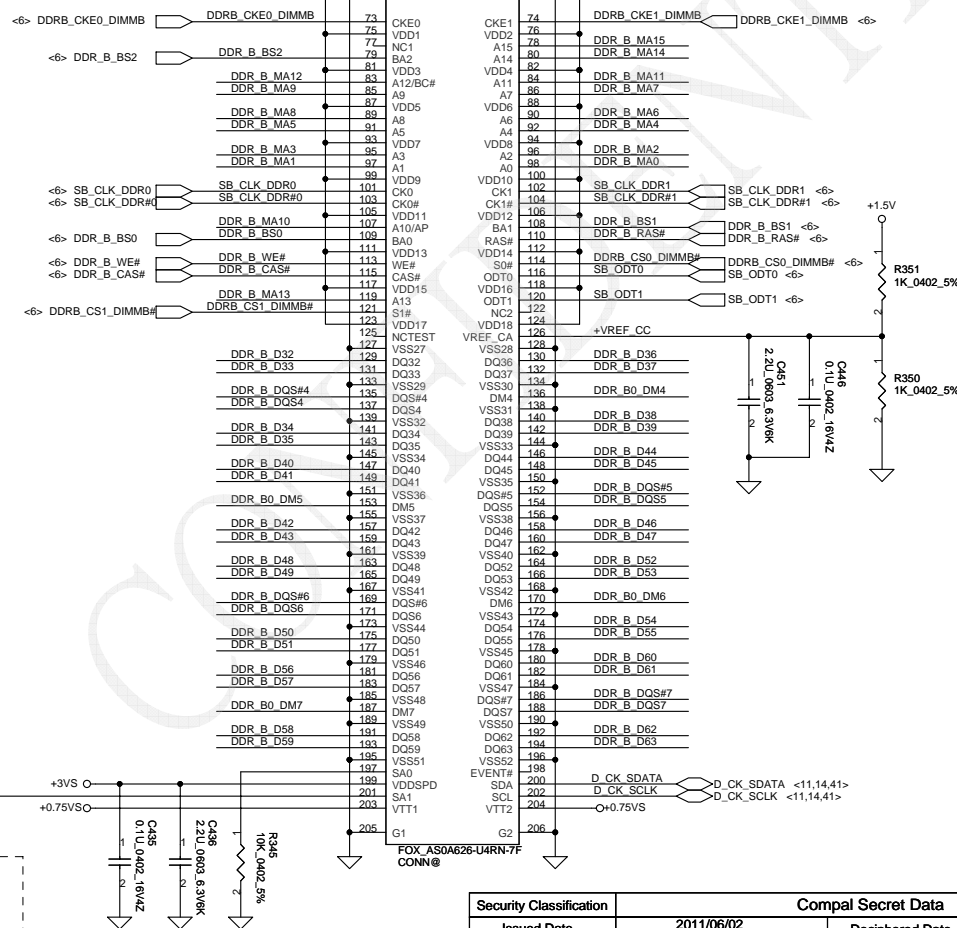 <6> DDRB_CKE0_DIMMB DDRB_CKE0_DIMMB 73 CKE0 CKE1 74 DDRB_CKE1_DIMMB DDRB_CKE1_DIMMB <6>
75 VDD1 VDD2 76
77 NC1 A15 78 DDR_B_MA15
<6> DDR_B_BS2 DDR_B_BS2 79 BA2 A14 80 DDR_B_MA14
81 VDD3 VDD4 82
DDR_B_MA12 83 A12/BC# A11 84 DDR_B_MA11
DDR_B_MA9 85 A9 A7 86 DDR_B_MA7
87 VDD5 VDD6 88
DDR_B_MA8 89 A8 A6 90 DDR_B_MA6
DDR_B_MA5 91 A5 A4 92 DDR_B_MA4
93 VDD7 VDD8 94
DDR_B_MA3 95 A3 A2 96 DDR_B_MA2
DDR_B_MA1 97 A1 A0 98 DDR_B_MA0
99 VDD9 VDD10 100
<6> SB_CLK_DDR0 SB_CLK_DDR0 101 CK0 CK1 102 SB_CLK_DDR1 SB_CLK_DDR1 <6>
<6> SB_CLK_DDR#0 SB_CLK_DDR#0 103 CK0# CK1# 104 SB_CLK_DDR#1 SB_CLK_DDR#1 <6>
105 VDD11 VDD12 106
DDR_B_MA10 107 A10/AP BA1 108 DDR_B_BS1 DDR_B_BS1 <6>
<6> DDR_B_BS0 DDR_B_BS0 109 BA0 RAS# 110 DDR_B_RAS# DDR_B_RAS# <6>
111 VDD13 VDD14 112
<6> DDR_B_WE# DDR_B_WE# 113 WE# S0# 114 DDRB_CS0_DIMMB# DDRB_CS0_DIMMB# <6>
<6> DDR_B_CAS# DDR_B_CAS# 115 CAS# ODT0 116 SB_ODT0 SB_ODT0 <6>
117 VDD15 VDD16 118
DDR_B_MA13 119 A13 ODT1 120 SB_ODT1 SB_ODT1 <6>
<6> DDRB_CS1_DIMMB# DDRB_CS1_DIMMB# 121 S1# NC2 122
123 VDD17 VDD18 124
125 NCTEST VREF_CA 126 +VREF_CC
127 VSS27 VSS28 128
DDR_B_D32 129 DQ32 DQ36 130 DDR_B_D36
DDR_B_D33 131 DQ33 DQ37 132 DDR_B_D37
133 VSS29 VSS30 134
DDR_B_DQS#4 135 DQS#4 DM4 136 DDR_B0_DM4
DDR_B_DQS4 137 DQS4 VSS31 138
139 VSS32 DQ38 140 DDR_B_D38
DDR_B_D34 141 DQ34 DQ39 142 DDR_B_D39
DDR_B_D35 143 DQ35 VSS33 144
145 VSS34 DQ44 146 DDR_B_D44
DDR_B_D40 147 DQ40 DQ45 148 DDR_B_D45
DDR_B_D41 149 DQ41 VSS35 150
151 VSS36 DQS#5 152 DDR_B_DQS#5
DDR_B0_DM5 153 DM5 DQS5 154 DDR_B_DQS5
155 VSS37 VSS38 156
DDR_B_D42 157 DQ42 DQ46 158 DDR_B_D46
DDR_B_D43 159 DQ43 DQ47 160 DDR_B_D47
161 VSS39 VSS40 162
DDR_B_D48 163 DQ48 DQ52 164 DDR_B_D52
DDR_B_D49 165 DQ49 DQ53 166 DDR_B_D53
167 VSS41 VSS42 168
DDR_B_DQS#6 169 DQS#6 DM6 170 DDR_B0_DM6
DDR_B_DQS6 171 DQS6 VSS43 172
173 VSS44 DQ54 174 DDR_B_D54
DDR_B_D50 175 DQ50 DQ55 176 DDR_B_D55
DDR_B_D51 177 DQ51 VSS45 178
179 VSS46 DQ60 180 DDR_B_D60
DDR_B_D56 181 DQ56 DQ61 182 DDR_B_D61
DDR_B_D57 183 DQ57 VSS47 184
185 VSS48 DQS#7 186 DDR_B_DQS#7
DDR_B0_DM7 187 DM7 DQS7 188 DDR_B_DQS7
189 VSS49 VSS50 190
DDR_B_D58 191 DQ58 DQ62 192 DDR_B_D62
DDR_B_D59 193 DQ59 DQ63 194 DDR_B_D63
195 VSS51 VSS52 196
197 SA0 EVENT# 198
+3VS 199 VDDSPD SDA 200 D_CK_SDATA D_CK_SDATA <11,14,41>
201 SA1 SCL 202 D_CK_SCLK D_CK_SCLK <11,14,41>
+0.75VS 203 VTT1 VTT2 204 +0.75VS
205 G1 G2 206
FOX_AS0A626-U4RN-7F
CONN@
+1.5V
1
R351
1K_0402_5%
2
1
R350
1K_0402_5%
2
C451
2.2U_0603_6.3V6K
1
2
C446
0.1U_0402_16V4Z
1
2
C435
0.1U_0402_16V4Z
1
2
C436
2.2U_0603_6.3V6K
1
2
R345
10K_0402_5%
1
2
CONFIDENT
Security Classification Compal Secret Data
Issued Date 2011/06/02 Deciphered Date